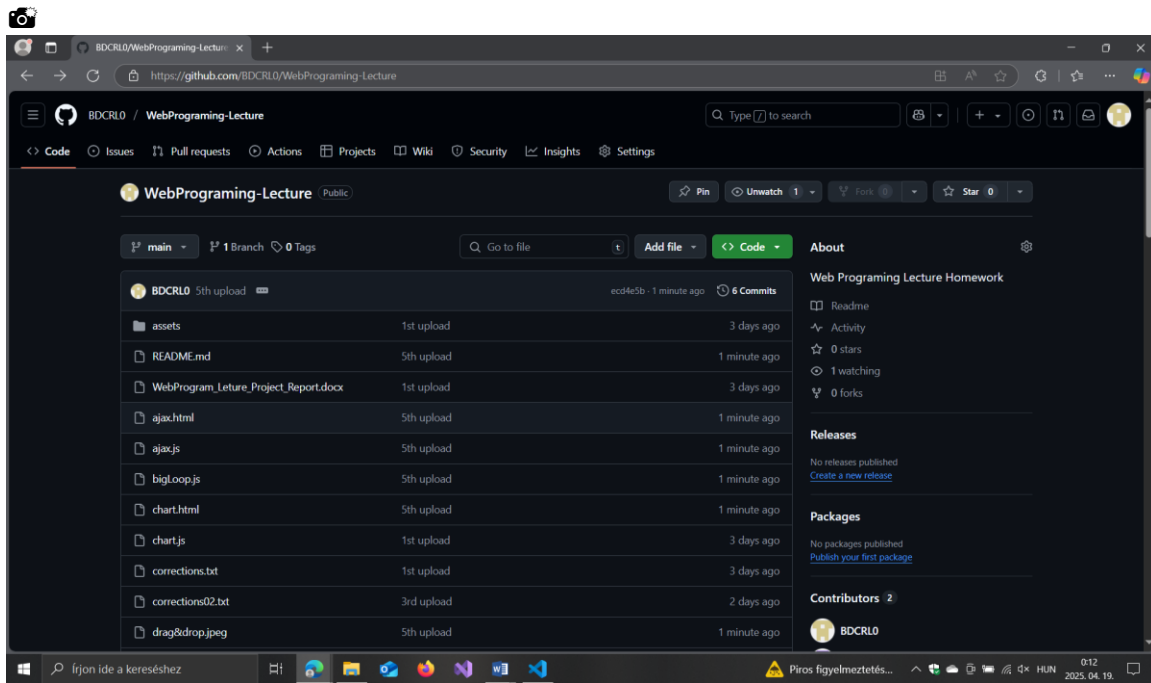 BDCRL0/WebPrograming-Lecture
https://github.com/BDCRL0/WebPrograming-Lecture
BDCRL0 / WebPrograming-Lecture
Type / to search
Code Issues Pull requests Actions Projects Wiki Security Insights Settings
WebPrograming-Lecture Public
Pin Unwatch 1 Fork 0 Star 0
main 1 Branch 0 Tags Go to file t Add file Code
About
Web Programing Lecture Homework
BDCRL0 5th upload ecd4e5b · 1 minute ago 6 Commits
Readme
assets 1st upload 3 days ago
Activity
README.md 5th upload 1 minute ago
0 stars
WebProgram_Leture_Project_Report.docx 1st upload 3 days ago
1 watching
0 forks
ajax.html 5th upload 1 minute ago
Releases
ajax.js 5th upload 1 minute ago
No releases published
Create a new release
bigLoop.js 5th upload 1 minute ago
chart.html 5th upload 1 minute ago
Packages
chart.js 1st upload 3 days ago
No packages published
Publish your first package
corrections.txt 1st upload 3 days ago
corrections02.txt 3rd upload 2 days ago
Contributors 2
drag&drop.jpeg 5th upload 1 minute ago
BDCRL0
Írjon ide a kereséshez
Piros figyelmeztetés...
HUN
0:12
2025. 04. 19.